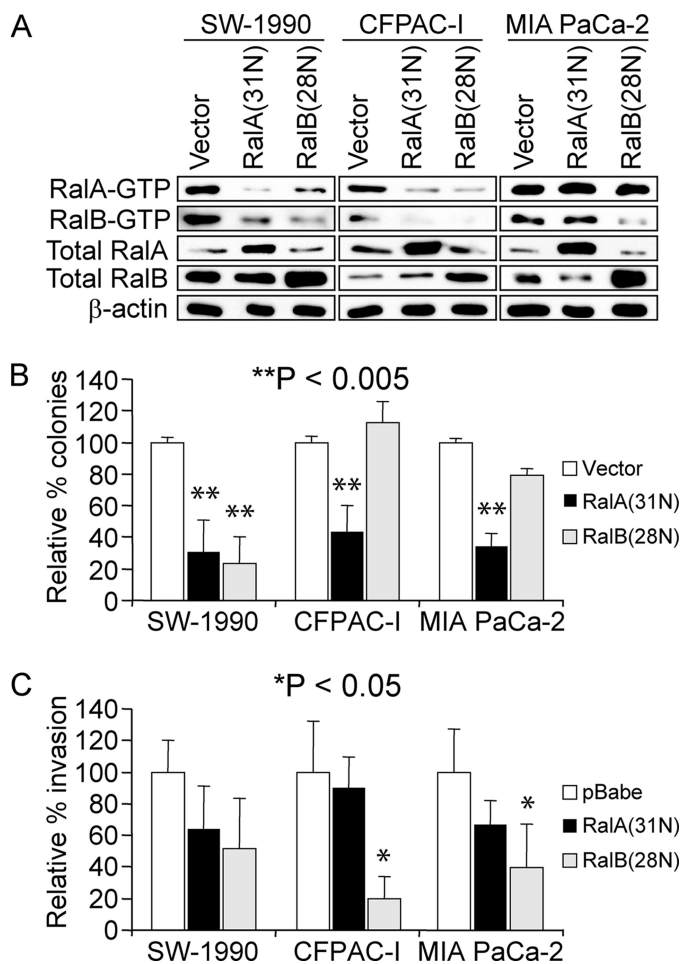 A
SW-1990 CFPAC-I MIA PaCa-2
Vector RalA(31N) RalB(28N) Vector RalA(31N) RalB(28N) Vector RalA(31N) RalB(28N)
RalA-GTP
RalB-GTP
Total RalA
Total RalB
β-actin
B
**P < 0.005
Relative % colonies
140
120
100
80
60
40
20
0
** ** ** **
SW-1990 CFPAC-I MIA PaCa-2
Vector
RalA(31N)
RalB(28N)
C
*P < 0.05
Relative % invasion
140
120
100
80
60
40
20
0
* *
SW-1990 CFPAC-I MIA PaCa-2
pBabe
RalA(31N)
RalB(28N)